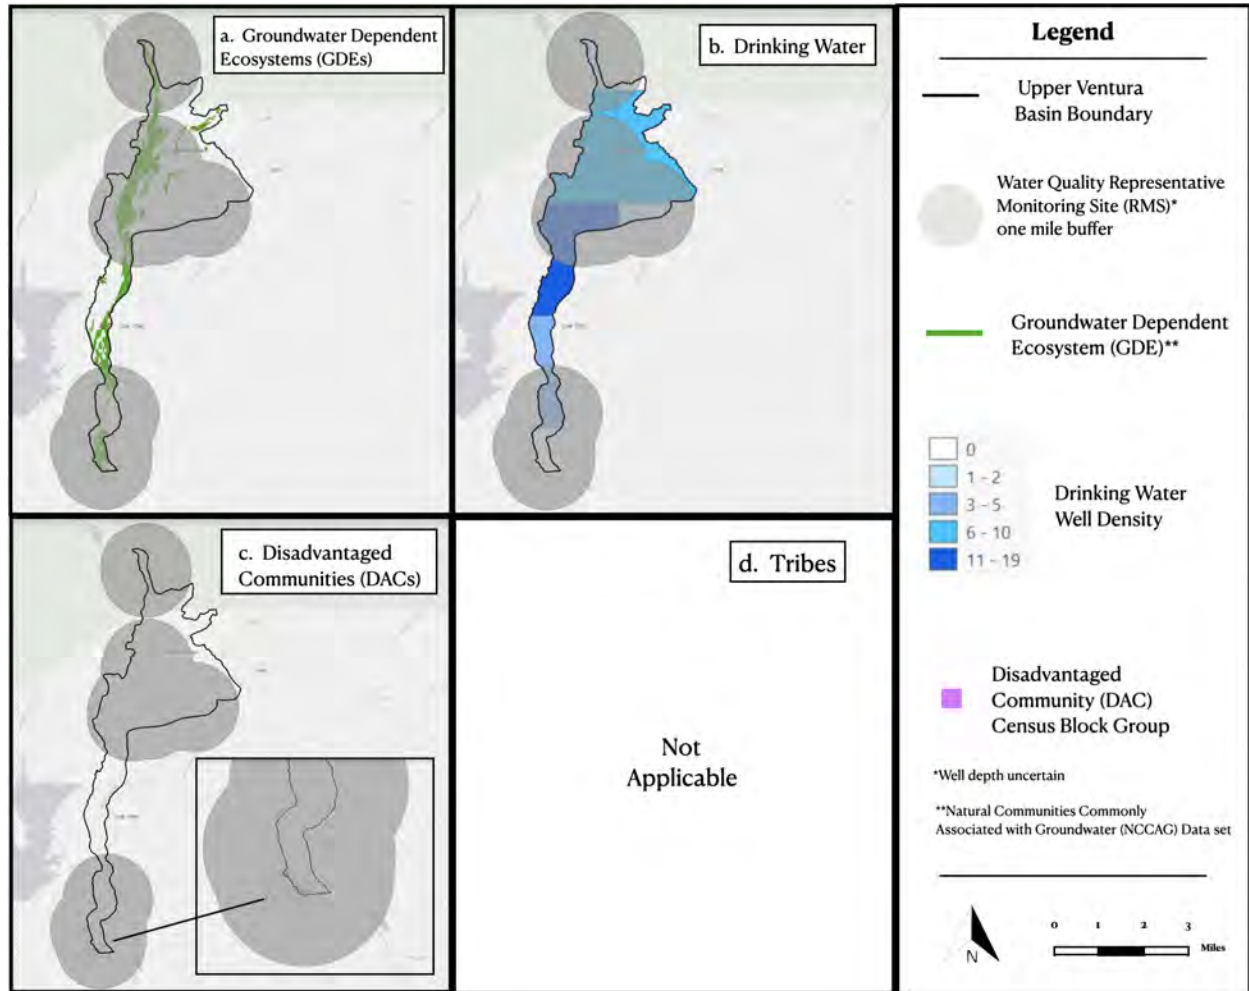 a. Groundwater Dependent
Ecosystems (GDEs)
b. Drinking Water
c. Disadvantaged
Communities (DACs)
d. Tribes
Not
Applicable
Legend
Upper Ventura
Basin Boundary
Water Quality Representative
Monitoring Site (RMS)*
one mile buffer
Groundwater Dependent
Ecosystem (GDE)**
0
1 - 2
3 - 5
6 - 10
11 - 19
Drinking Water
Well Density
Disadvantaged
Community (DAC)
Census Block Group
*Well depth uncertain
**Natural Communities Commonly
Associated with Groundwater (NCCAG) Data set
N
0 1 2 3
Miles